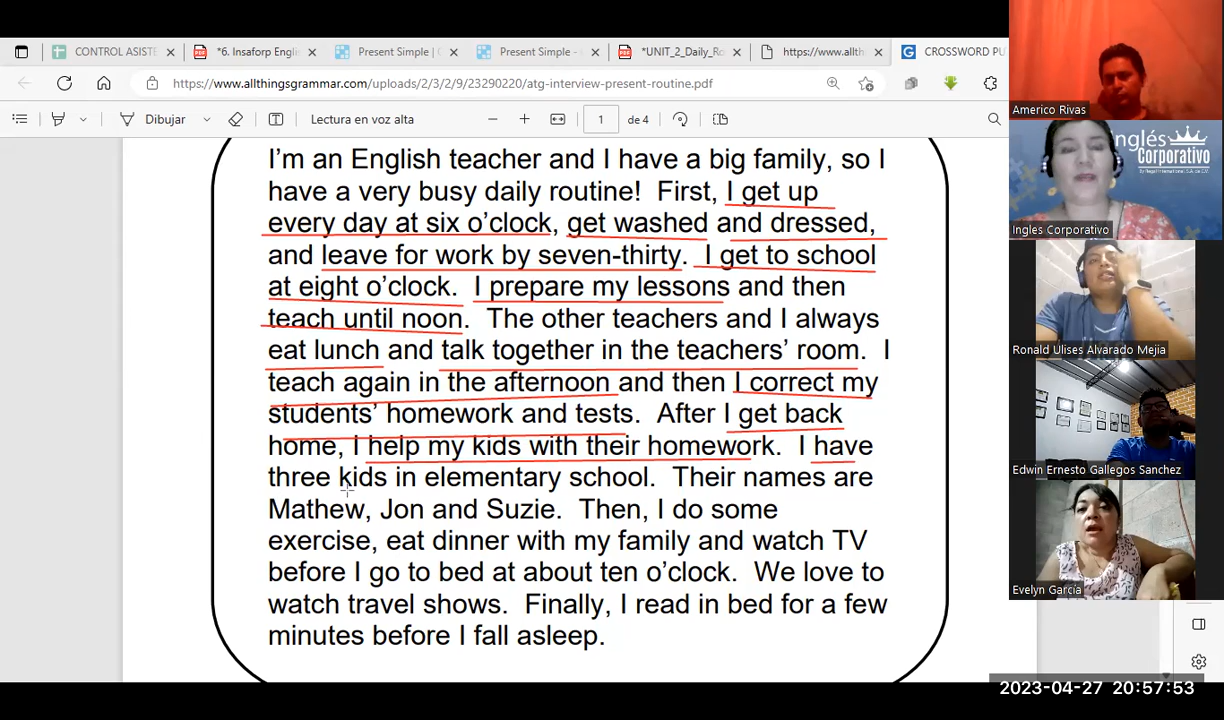 CONTROL ASISTE
*6. Insaforp Engli
Present Simple | G
Present Simple -
*UNIT_2_Daily_Ro
https://www.allth
CROSSWORD PU
https://www.allthingsgrammar.com/uploads/2/3/2/9/23290220/atg-interview-present-routine.pdf
Dibujar
Lectura en voz alta
1
de 4
I'm an English teacher and I have a big family, so I
have a very busy daily routine! First, I get up
every day at six o'clock, get washed and dressed,
and leave for work by seven-thirty. I get to school
at eight o'clock. I prepare my lessons and then
teach until noon. The other teachers and I always
eat lunch and talk together in the teachers' room. I
teach again in the afternoon and then I correct my
students' homework and tests. After I get back
home, I help my kids with their homework. I have
three kids in elementary school. Their names are
Mathew, Jon and Suzie. Then, I do some
exercise, eat dinner with my family and watch TV
before I go to bed at about ten o'clock. We love to
watch travel shows. Finally, I read in bed for a few
minutes before I fall asleep.
Americo Rivas
Inglés
Corporativo
Ingles Corporativo
Ronald Ulises Alvarado Mejia
Edwin Ernesto Gallegos Sanchez
Evelyn García
2023-04-27 20:57:53